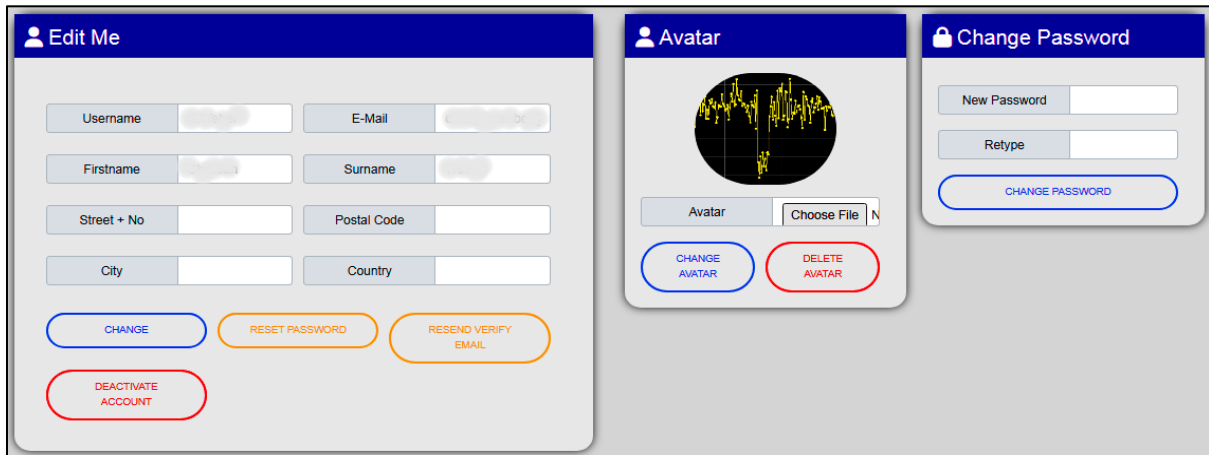 Edit Me
Username
E-Mail
Firstname
Surname
Street + No
Postal Code
City
Country
CHANGE
RESET PASSWORD
RESEND VERIFY
EMAIL
DEACTIVATE
ACCOUNT
Avatar
Avatar
Choose File N
CHANGE
AVATAR
DELETE
AVATAR
Change Password
New Password
Retype
CHANGE PASSWORD